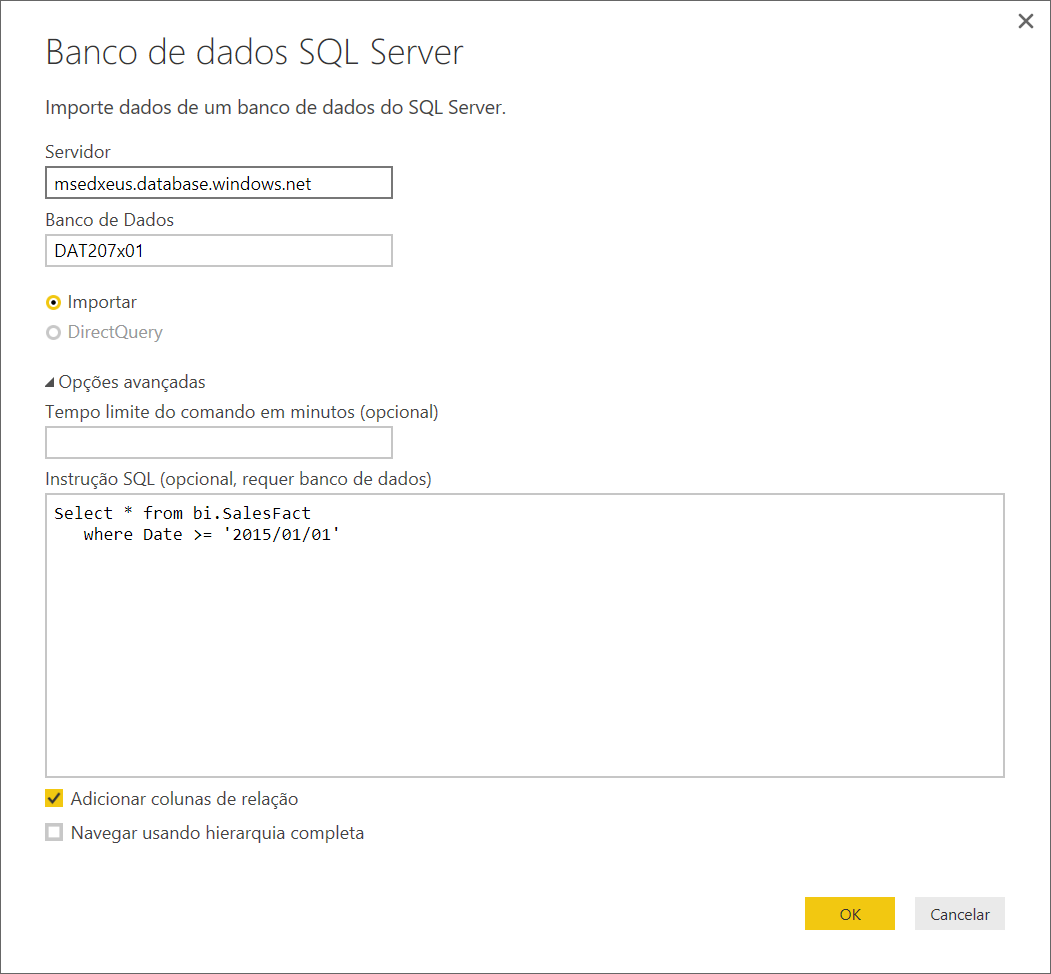 Banco de dados SQL Server
Importe dados de um banco de dados do SQL Server.
Servidor
msedxeus.database.windows.net
Banco de Dados
DAT207x01
Importar
DirectQuery
Opções avançadas
Tempo limite do comando em minutos (opcional)
Instrução SQL (opcional, requer banco de dados)
Select * from bi.SalesFact
   where Date >= '2015/01/01'
Adicionar colunas de relação
Navegar usando hierarquia completa
OK Cancelar